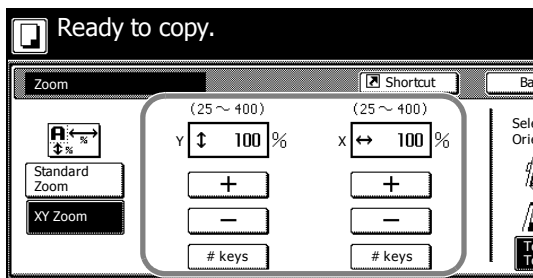 Ready to copy.
Zoom
Shortcut
Ba
(25～400)
(25～400)
Y 100 %
X 100 %
A %
%
Standard
Zoom
XY Zoom
+
+
−
−
# keys
# keys
Sele
Orie